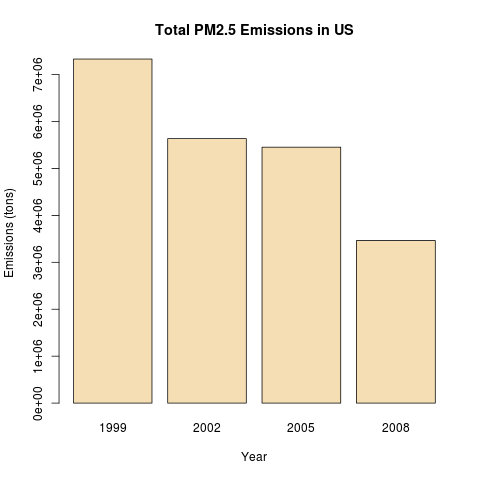 Total PM2.5 Emissions in US
Emissions (tons)
7e+06
6e+06
5e+06
4e+06
3e+06
2e+06
1e+06
0e+00
1999 2002 2005 2008
Year